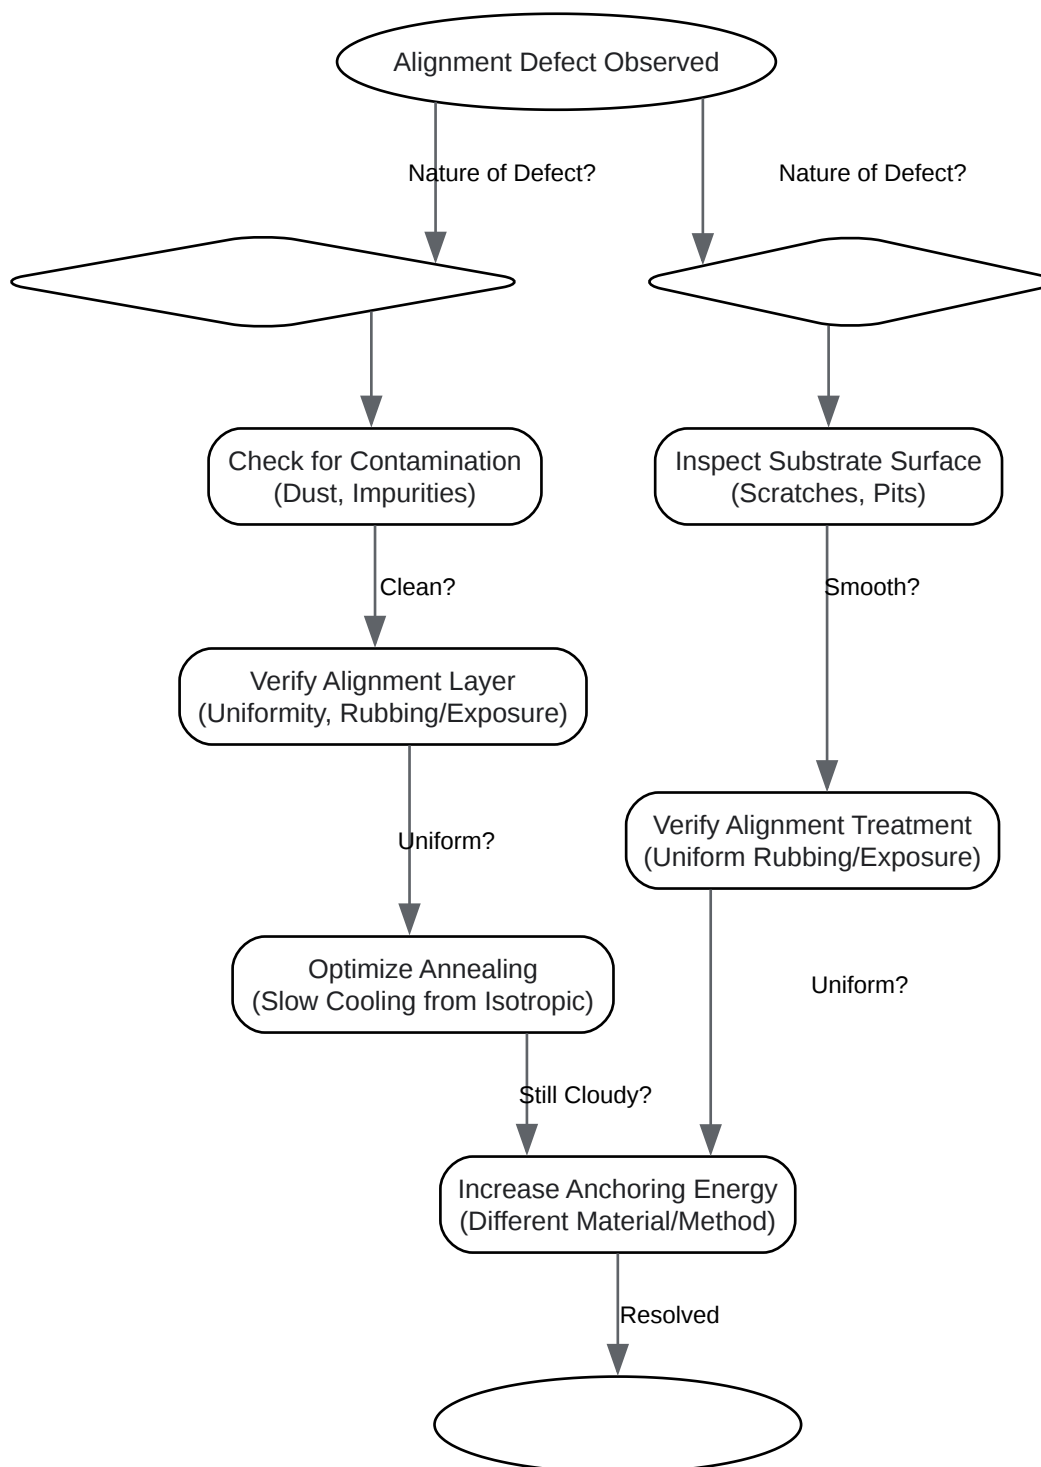 Alignment Defect Observed
Nature of Defect?
Nature of Defect?
Check for Contamination
(Dust, Impurities)
Inspect Substrate Surface
(Scratches, Pits)
Clean?
Smooth?
Verify Alignment Layer
(Uniformity, Rubbing/Exposure)
Uniform?
Verify Alignment Treatment
(Uniform Rubbing/Exposure)
Optimize Annealing
(Slow Cooling from Isotropic)
Uniform?
Still Cloudy?
Increase Anchoring Energy
(Different Material/Method)
Resolved